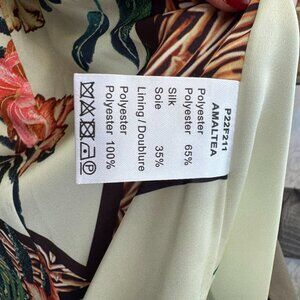 P22F211
AMALTEA
Polyester
Polyester 65%
Silk
Soie 35%
Lining / Doublure
Polyester
Polyester 100%